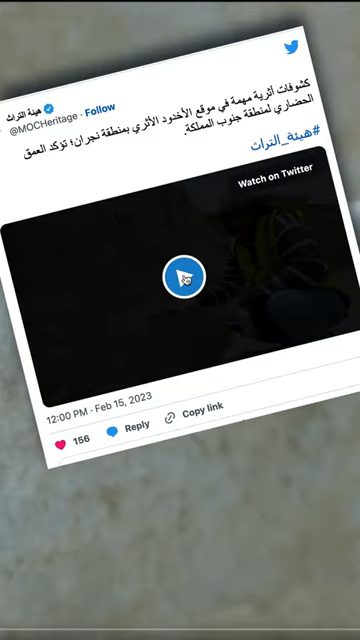 هيئة التراث
@MOCHeritage · Follow
كشوفات أثرية مهمة في موقع الأخدود الأثري بمنطقة نجران؛ تؤكد العمق
الحضاري لمنطقة جنوب المملكة.
#هيئة_التراث
Watch on Twitter
12:00 PM · Feb 15, 2023
156 Reply Copy link